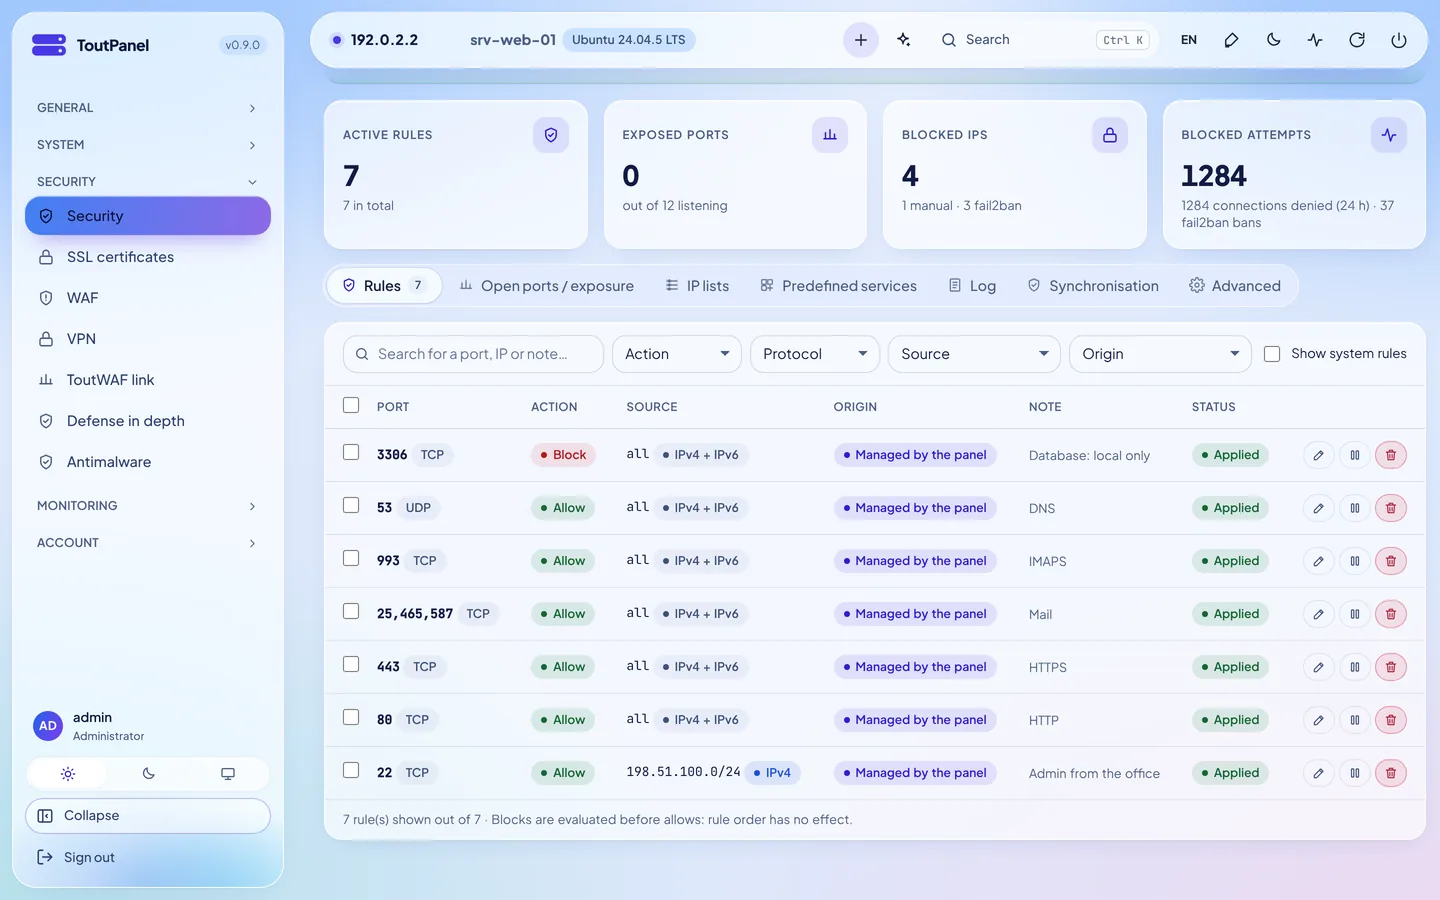 ToutPanel
v0.9.0
GENERAL
SYSTEM
SECURITY
Security
SSL certificates
WAF
VPN
ToutWAF link
Defense in depth
Antimalware
MONITORING
ACCOUNT
AD
admin
Administrator
Collapse
Sign out
192.0.2.2
srv-web-01
Ubuntu 24.04.5 LTS
Search
Ctrl K
EN
ACTIVE RULES
7
7 in total
EXPOSED PORTS
0
out of 12 listening
BLOCKED IPS
4
1 manual · 3 fail2ban
BLOCKED ATTEMPTS
1284
1284 connections denied (24 h) · 37
fail2ban bans
Rules 7
Open ports / exposure
IP lists
Predefined services
Log
Synchronisation
Advanced
Search for a port, IP or note...
Action
Protocol
Source
Origin
Show system rules
PORT ACTION SOURCE ORIGIN NOTE STATUS
3306 TCP Block all IPv4 + IPv6 Managed by the panel Database: local only Applied
53 UDP Allow all IPv4 + IPv6 Managed by the panel DNS Applied
993 TCP Allow all IPv4 + IPv6 Managed by the panel IMAPS Applied
25,465,587 TCP Allow all IPv4 + IPv6 Managed by the panel Mail Applied
443 TCP Allow all IPv4 + IPv6 Managed by the panel HTTPS Applied
80 TCP Allow all IPv4 + IPv6 Managed by the panel HTTP Applied
22 TCP Allow 198.51.100.0/24 IPv4 Managed by the panel Admin from the office Applied
7 rule(s) shown out of 7 · Blocks are evaluated before allows: rule order has no effect.